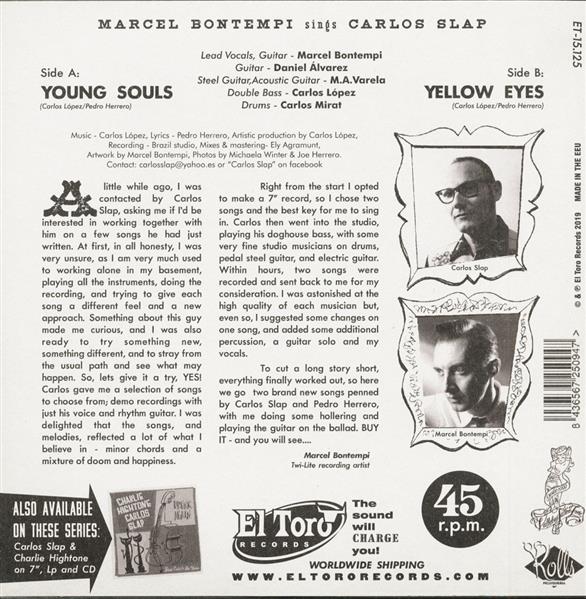 MARCEL BONTEMPI sings CARLOS SLAP
Side A:
YOUNG SOULS
(Carlos López/Pedro Herrero)
Lead Vocals, Guitar - Marcel Bontempi
Guitar - Daniel Álvarez
Steel Guitar,Acoustic Guitar - M.A.Varela
Double Bass - Carlos López
Drums - Carlos Mirat
Side B:
YELLOW EYES
(Carlos López/Pedro Herrero)
Music - Carlos López, Lyrics - Pedro Herrero, Artistic production by Carlos López,
Recording - Brazil studio, Mixes & mastering- Ely Agramunt,
Artwork by Marcel Bontempi, Photos by Michaela Winter & Joe Herrero.
Contact: carlosslap@yahoo.es or "Carlos Slap" on facebook
A little while ago, I was
contacted by Carlos
Slap, asking me if I'd be
interested in working together with
him on a few songs he had just
written. At first, in all honesty, I was
very unsure, as I am very much used
to working alone in my basement,
playing all the instruments, doing the
recording, and trying to give each
song a different feel and a new
approach. Something about this guy
made me curious, and I was also
ready to try something new,
something different, and to stray from
the usual path and see what may
happen. So, lets give it a try, YES!
Carlos gave me a selection of songs
to choose from; demo recordings with
just his voice and rhythm guitar. I was
delighted that the songs, and
melodies, reflected a lot of what I
believe in - minor chords and a
mixture of doom and happiness.
Right from the start I opted
to make a 7" record, so I chose two
songs and the best key for me to sing
in. Carlos then went into the studio,
playing his doghouse bass, with some
very fine studio musicians on drums,
pedal steel guitar, and electric guitar.
Within hours, two songs were
recorded and sent back to me for my
consideration. I was astonished at the
high quality of each musician but,
even so, I suggested some changes on
one song, and added some additional
percussion, a guitar solo and my
vocals.
To cut a long story short,
everything finally worked out, so here
we go two brand new songs penned
by Carlos Slap and Pedro Herrero,
with me doing some hollering and
playing the guitar on the ballad. BUY
IT - and you will see....
Marcel Bontempi
Twi-Lite recording artist
Carlos Slap
Marcel Bontempi
ET-15.125
MADE IN THE EEU
© & ℗ El Toro Records 2019
8 436567 250947 >
ALSO AVAILABLE
ON THESE SERIES:
Carlos Slap &
Charlie Hightone
on 7", Lp and CD
CHARLIE
HIGHTONE
CARLOS
SLAP
El Toro
RECORDS
The
sound
will
CHARGE
you!
WORLDWIDE SHIPPING
WWW.ELTORORECORDS.COM
45
r.p.m.
Rolls